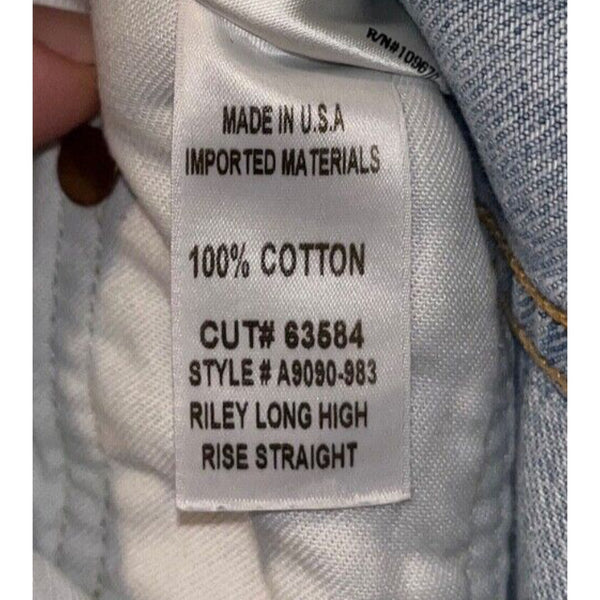 MADE IN U.S.A
IMPORTED MATERIALS
100% COTTON
CUT# 63584
STYLE # A9090-983
RILEY LONG HIGH
RISE STRAIGHT